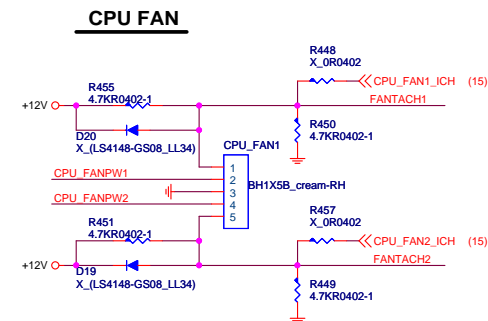 CPU FAN
R448
X_0R0402
CPU_FAN1_ICH (15)
R455
4.7KR0402-1
+12V
FANTACH1
R450
4.7KR0402-1
D20
X_(LS4148-GS08_LL34)
CPU_FAN1
1
CPU_FANPW1
2
3
BH1X5B_cream-RH
CPU_FANPW2
4
5
R451
4.7KR0402-1
R457
X_0R0402
CPU_FAN2_ICH (15)
+12V
FANTACH2
D19
X_(LS4148-GS08_LL34)
R449
4.7KR0402-1